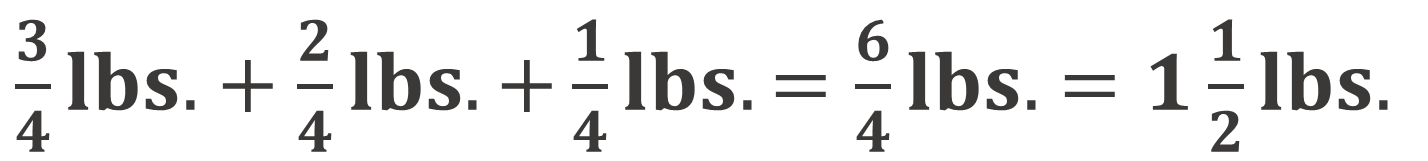 3/4 lbs. + 2/4 lbs. + 1/4 lbs. = 6/4 lbs. = 1 1/2 lbs.